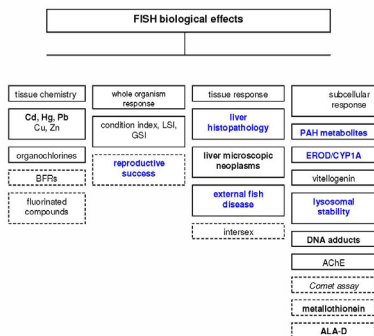 FISH biological effects
tissue chemistry
Cd, Hg, Pb
Cu, Zn
organochlorines
BFRs
fluorinated
compounds
whole organism
response
condition index, LSI,
GSI
reproductive
success
tissue response
liver
histopathology
liver microscopic
neoplasms
external fish
disease
intersex
subcellular
response
PAH metabolites
EROD/CYP1A
vitellogenin
lysosomal
stability
DNA adducts
AChE
Comet assay
metallothionein
ALA-D